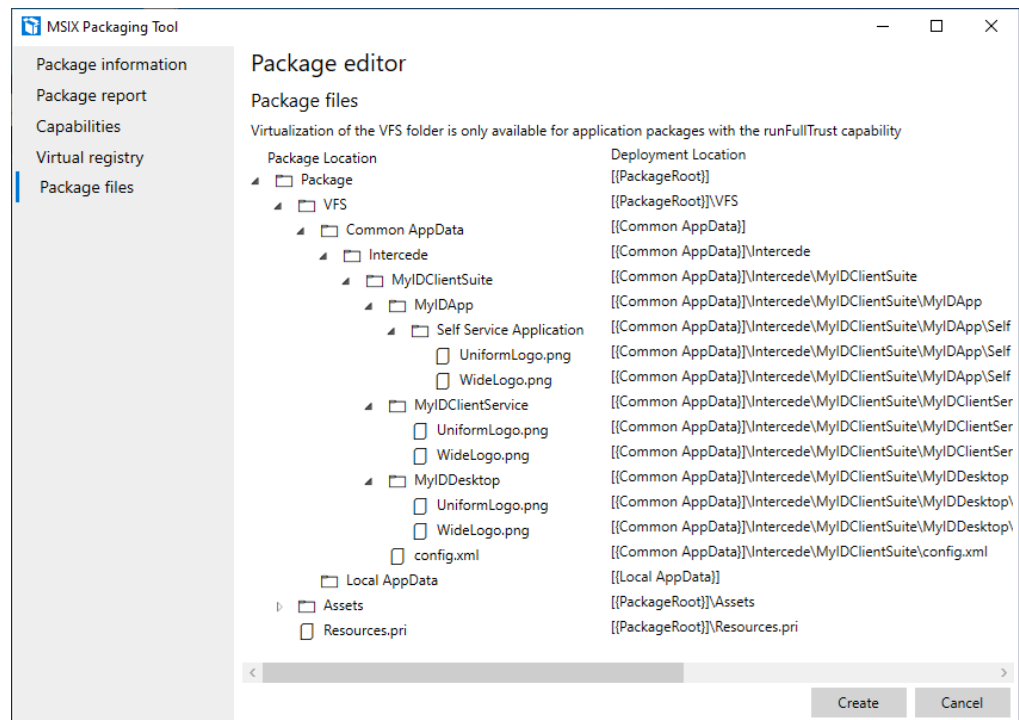 MSIX Packaging Tool
Package information
Package report
Capabilities
Virtual registry
Package files
Package editor
Package files
Virtualization of the VFS folder is only available for application packages with the runFullTrust capability
Package Location Deployment Location
Package [{PackageRoot}]
VFS [{PackageRoot}]\VFS
Common AppData [{Common AppData}]
Intercede [{Common AppData}]\Intercede
MyIDClientSuite [{Common AppData}]\Intercede\MyIDClientSuite
MyIDApp [{Common AppData}]\Intercede\MyIDClientSuite\MyIDApp
Self Service Application [{Common AppData}]\Intercede\MyIDClientSuite\MyIDApp\Self
UniformLogo.png [{Common AppData}]\Intercede\MyIDClientSuite\MyIDApp\Self
WideLogo.png [{Common AppData}]\Intercede\MyIDClientSuite\MyIDApp\Self
MyIDClientService [{Common AppData}]\Intercede\MyIDClientSuite\MyIDClientSer
UniformLogo.png [{Common AppData}]\Intercede\MyIDClientSuite\MyIDClientSer
WideLogo.png [{Common AppData}]\Intercede\MyIDClientSuite\MyIDClientSer
MyIDDesktop [{Common AppData}]\Intercede\MyIDClientSuite\MyIDDesktop
UniformLogo.png [{Common AppData}]\Intercede\MyIDClientSuite\MyIDDesktop\
WideLogo.png [{Common AppData}]\Intercede\MyIDClientSuite\MyIDDesktop\
config.xml [{Common AppData}]\Intercede\MyIDClientSuite\config.xml
Local AppData [{Local AppData}]
Assets [{PackageRoot}]\Assets
Resources.pri [{PackageRoot}]\Resources.pri
Create Cancel